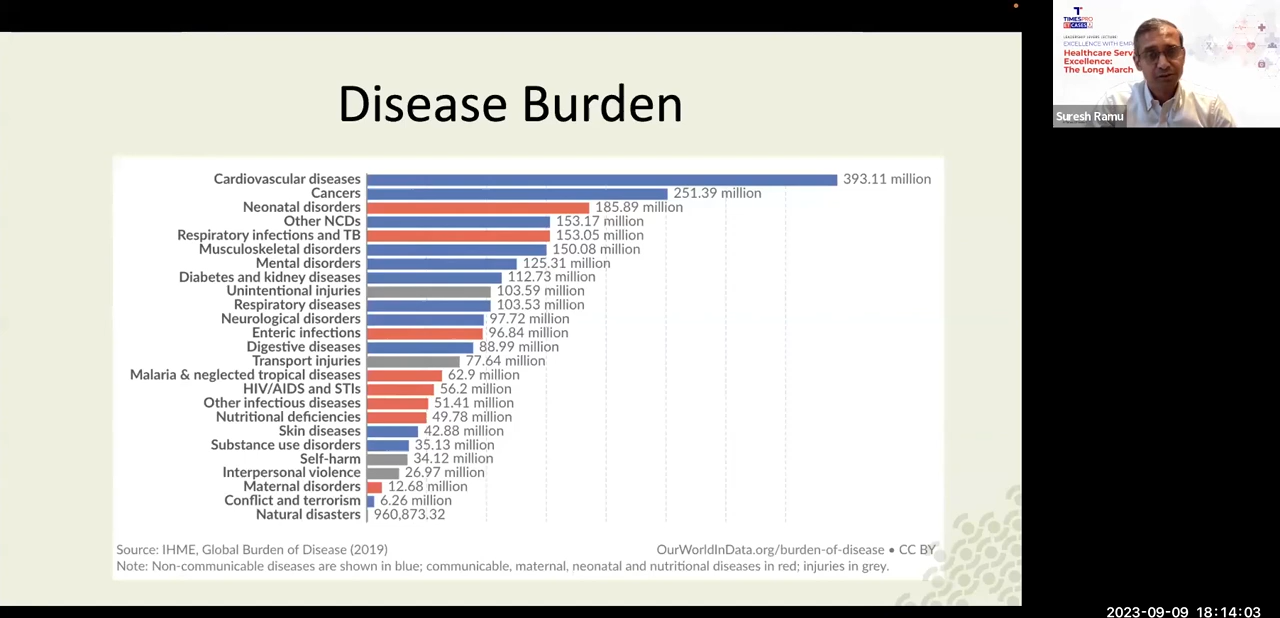 Disease Burden
Cardiovascular diseases 393.11 million
Cancers 251.39 million
Neonatal disorders 185.89 million
Other NCDs 153.17 million
Respiratory infections and TB 153.05 million
Musculoskeletal disorders 150.08 million
Mental disorders 125.31 million
Diabetes and kidney diseases 112.73 million
Unintentional injuries 103.59 million
Respiratory diseases 103.53 million
Neurological disorders 97.72 million
Enteric infections 96.84 million
Digestive diseases 88.99 million
Transport injuries 77.64 million
Malaria & neglected tropical diseases 62.9 million
HIV/AIDS and STIs 56.2 million
Other infectious diseases 51.41 million
Nutritional deficiencies 49.78 million
Skin diseases 42.88 million
Substance use disorders 35.13 million
Self-harm 34.12 million
Interpersonal violence 26.97 million
Maternal disorders 12.68 million
Conflict and terrorism 6.26 million
Natural disasters 960,873.32
Source: IHME, Global Burden of Disease (2019) OurWorldInData.org/burden-of-disease • CC BY
Note: Non-communicable diseases are shown in blue; communicable, maternal, neonatal and nutritional diseases in red; injuries in grey.
T
TIMESPRO
CASES
LEADERSHIP SERIES LECTURE:
EXCELLENCE WITH EMP
Healthcare Serv
Excellence:
The Long March
Suresh Ramu
2023-09-09 18:14:03